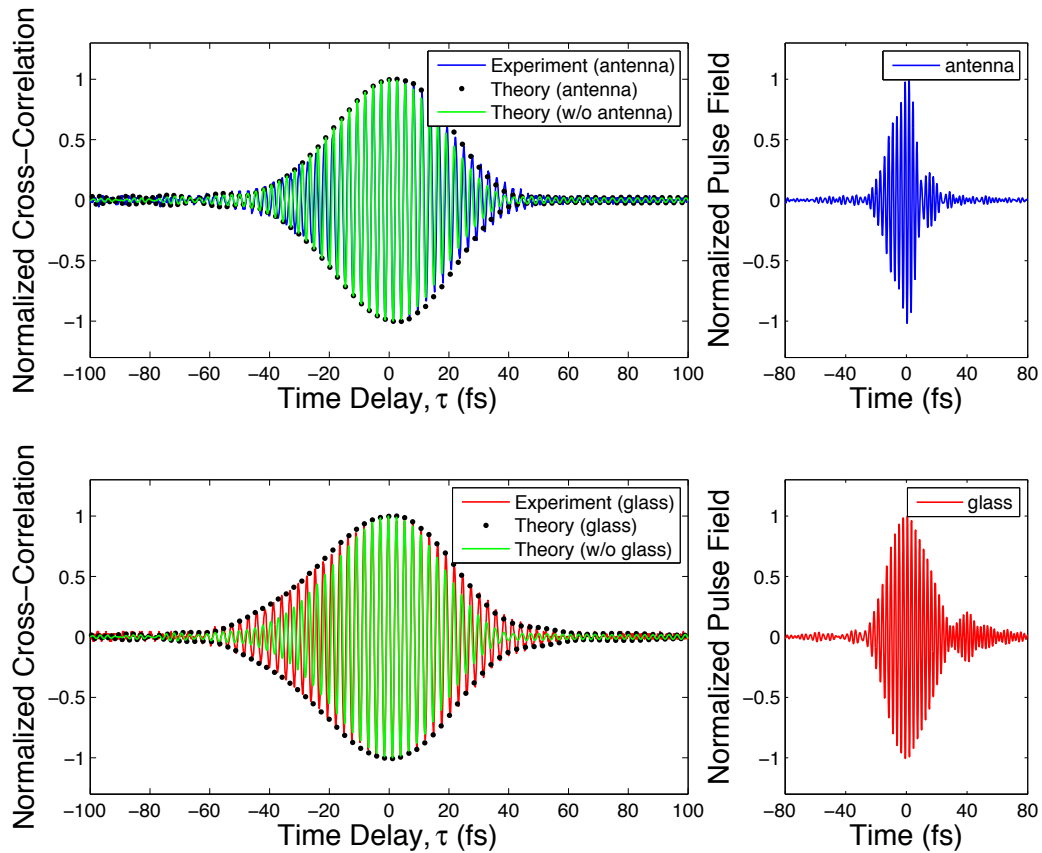 Normalized Cross-Correlation
1
0.5
0
−0.5
−1
Experiment (antenna)
Theory (antenna)
Theory (w/o antenna)
−100 −80 −60 −40 −20 0 20 40 60 80 100
Time Delay, τ (fs)
Normalized Pulse Field
1
0.5
0
−0.5
−1
antenna
−80 −40 0 40 80
Time (fs)
Normalized Cross-Correlation
1
0.5
0
−0.5
−1
Experiment (glass)
Theory (glass)
Theory (w/o glass)
−100 −80 −60 −40 −20 0 20 40 60 80 100
Time Delay, τ (fs)
Normalized Pulse Field
1
0.5
0
−0.5
−1
glass
−80 −40 0 40 80
Time (fs)